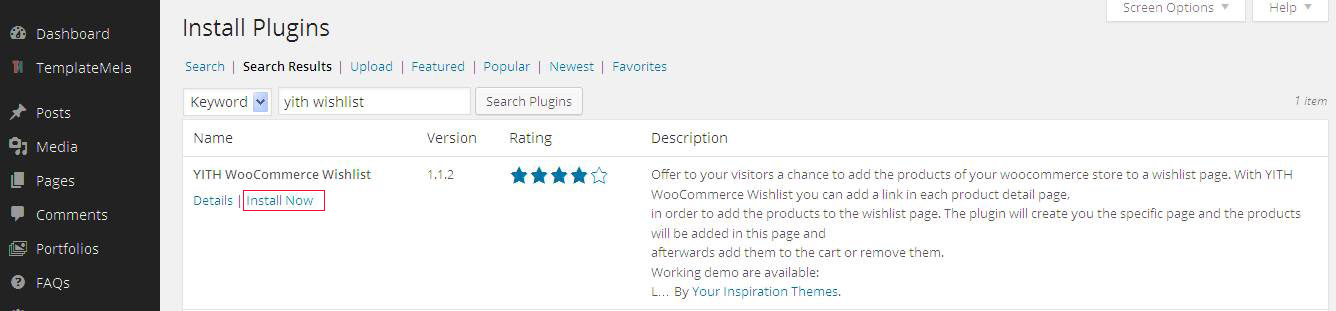 Screen Options Help
Dashboard
TemplateMela
Posts
Media
Pages
Comments
Portfolios
FAQs
Install Plugins
Search | Search Results | Upload | Featured | Popular | Newest | Favorites
Keyword yith wishlist Search Plugins
1 item
Name Version Rating Description
YITH WooCommerce Wishlist 1.1.2
Details | Install Now
Offer to your visitors a chance to add the products of your woocommerce store to a wishlist page. With YITH
WooCommerce Wishlist you can add a link in each product detail page,
in order to add the products to the wishlist page. The plugin will create you the specific page and the products
will be added in this page and
afterwards add them to the cart or remove them.
Working demo are available:
L... By Your Inspiration Themes.